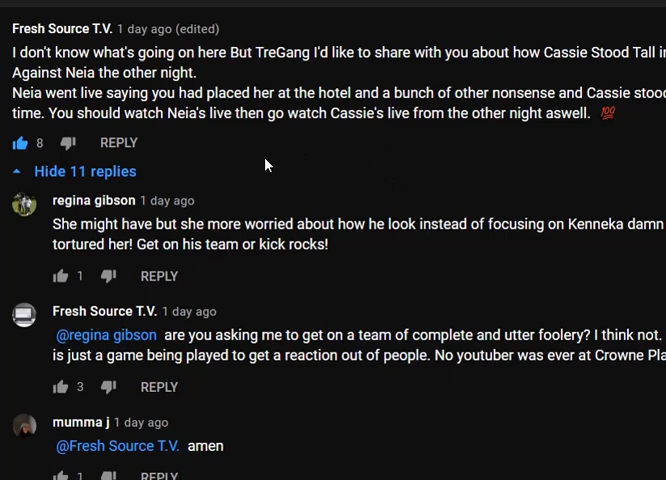 Fresh Source T.V. 1 day ago (edited)
I don't know what's going on here But TreGang I'd like to share with you about how Cassie Stood Tall in
Against Neia the other night.
Neia went live saying you had placed her at the hotel and a bunch of other nonsense and Cassie stood
time. You should watch Neia's live then go watch Cassie's live from the other night aswell. 💯
8 REPLY
Hide 11 replies
regina gibson 1 day ago
She might have but she more worried about how he look instead of focusing on Kenneka damn
tortured her! Get on his team or kick rocks!
1 REPLY
Fresh Source T.V. 1 day ago
@regina gibson are you asking me to get on a team of complete and utter foolery? I think not.
is just a game being played to get a reaction out of people. No youtuber was ever at Crowne
3 REPLY
mumma j 1 day ago
@Fresh Source T.V. amen
1 REPLY